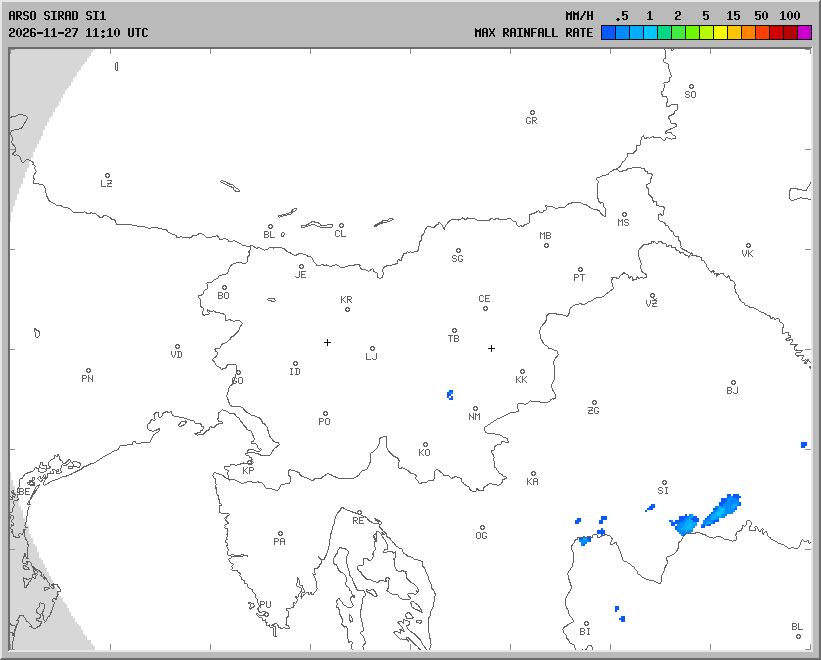 ARSO SIRAD SI1
MM/H .5 1 2 5 15 50 100
2026-11-27 11:10 UTC
MAX RAINFALL RATE
SO
GR
LZ
MS
BL
CL
MB
VK
SG
JE
PT
BO
KR
CE
VZ
TB
VD
LJ
ID
PN
GO
KK
BJ
ZG
NM
PO
KO
KP
KA
BE
SI
RE
OG
PA
PU
BI
BL